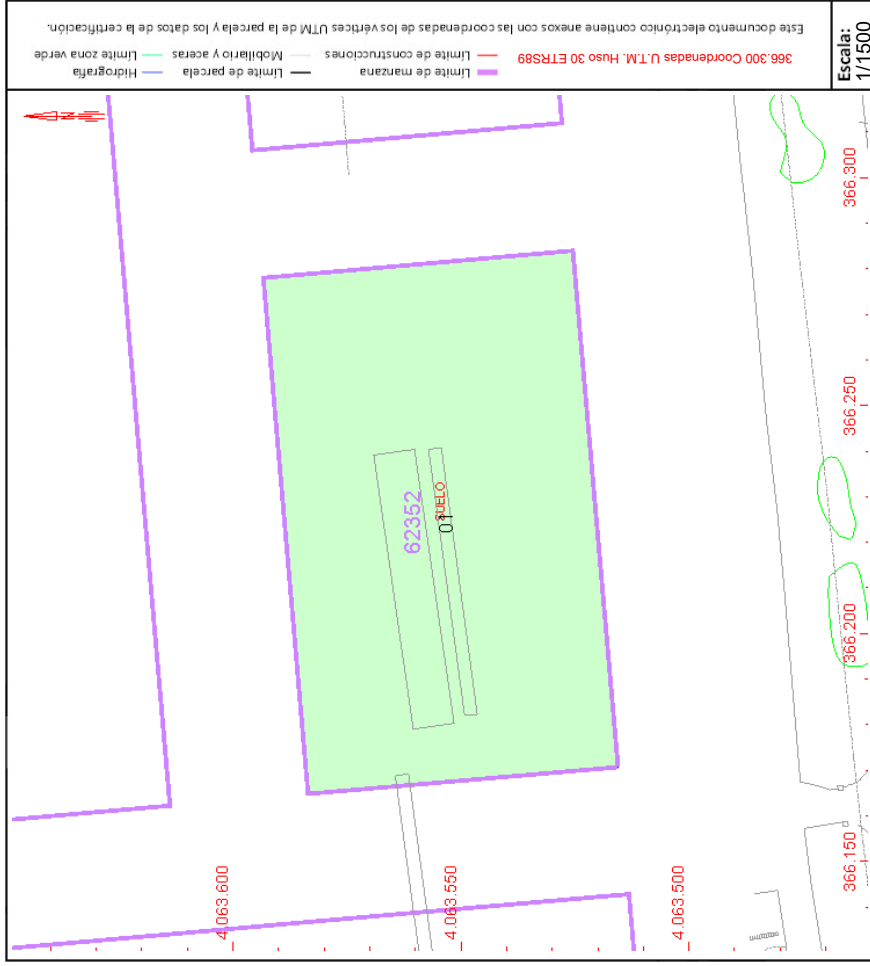 Este documento electrónico contiene anexos con las coordenadas de los vértices UTM de la parcela y los datos de la certificación.
366.300 Coordenadas U.T.M. Huso 30 ETRS89
Límite de manzana
Límite de construcciones
Límite de parcela
Mobiliario y aceras
Hidrografía
Límite zona verde
Escala:
1/1500
N
366.300
366.250
366.200
366.150
62352
SUELO
01
4.063.600
4.063.550
4.063.500